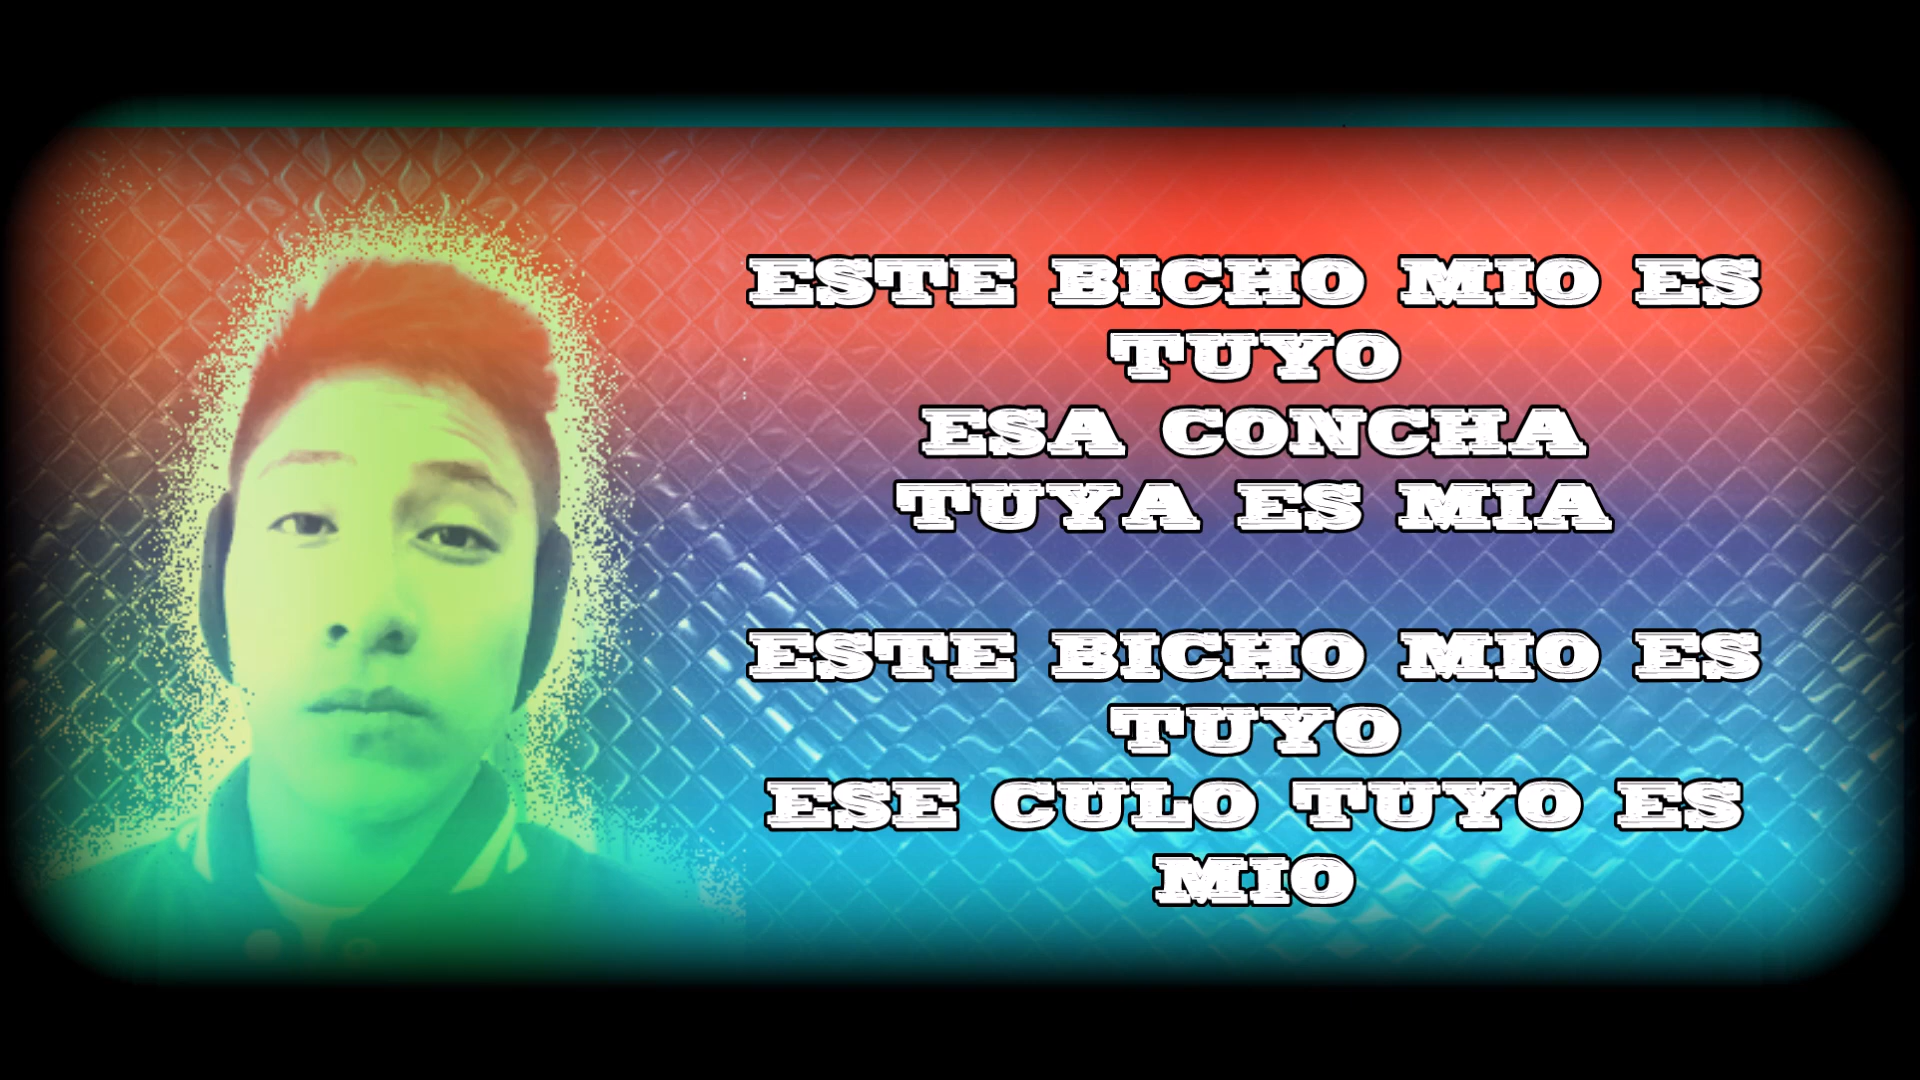 ESTE BICHO MIO ES
TUYO
ESA CONCHA
TUYA ES MIA
ESTE BICHO MIO ES
TUYO
ESE CULO TUYO ES
MIO